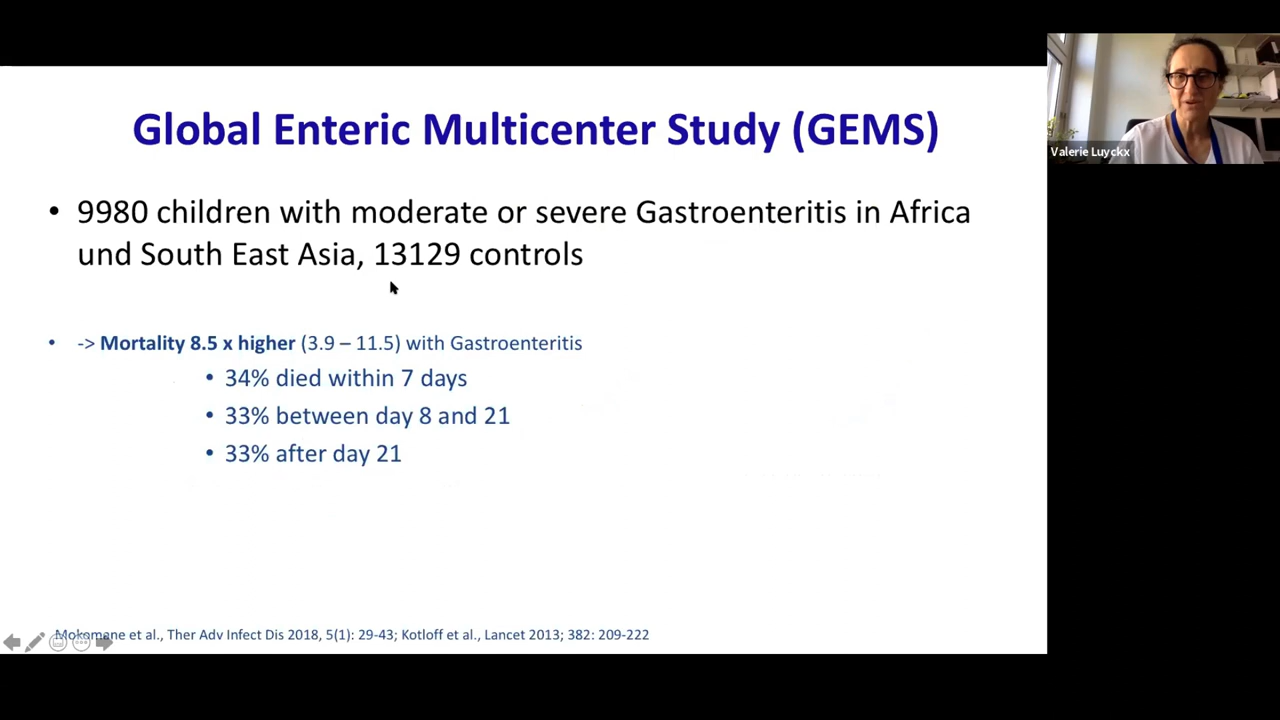 Global Enteric Multicenter Study (GEMS)
• 9980 children with moderate or severe Gastroenteritis in Africa
und South East Asia, 13129 controls
• -> Mortality 8.5 x higher (3.9 – 11.5) with Gastroenteritis
• 34% died within 7 days
• 33% between day 8 and 21
• 33% after day 21
Mokomane et al., Ther Adv Infect Dis 2018, 5(1): 29-43; Kotloff et al., Lancet 2013; 382: 209-222
Valerie Luyckx